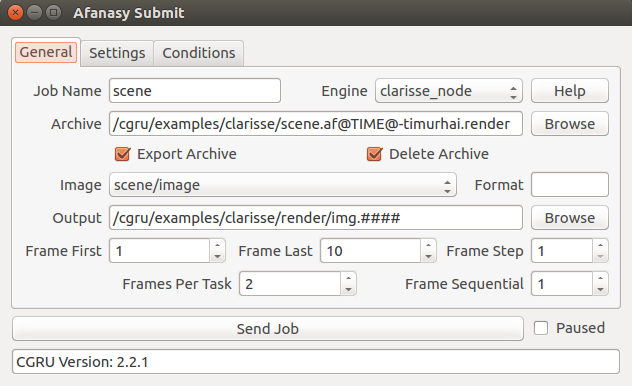 Afanasy Submit
General Settings Conditions
Job Name scene Engine clarisse_node Help
Archive /cgru/examples/clarisse/scene.af@TIME@-timurhai.render Browse
Export Archive Delete Archive
Image scene/image Format
Output /cgru/examples/clarisse/render/img.#### Browse
Frame First 1 Frame Last 10 Frame Step 1
Frames Per Task 2 Frame Sequential 1
Send Job Paused
CGRU Version: 2.2.1